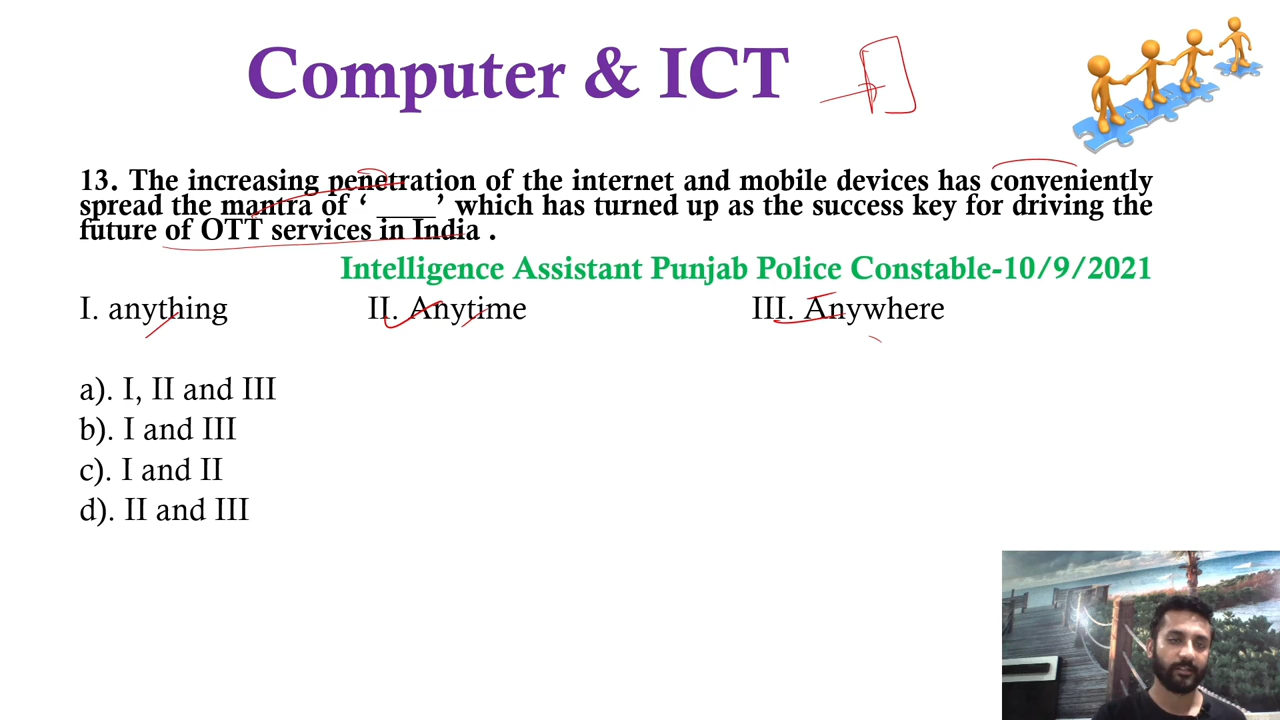 Computer & ICT
13. The increasing penetration of the internet and mobile devices has conveniently
spread the mantra of ‘ ____’ which has turned up as the success key for driving the
future of OTT services in India .
Intelligence Assistant Punjab Police Constable-10/9/2021
I. anything II. Anytime III. Anywhere
a). I, II and III
b). I and III
c). I and II
d). II and III